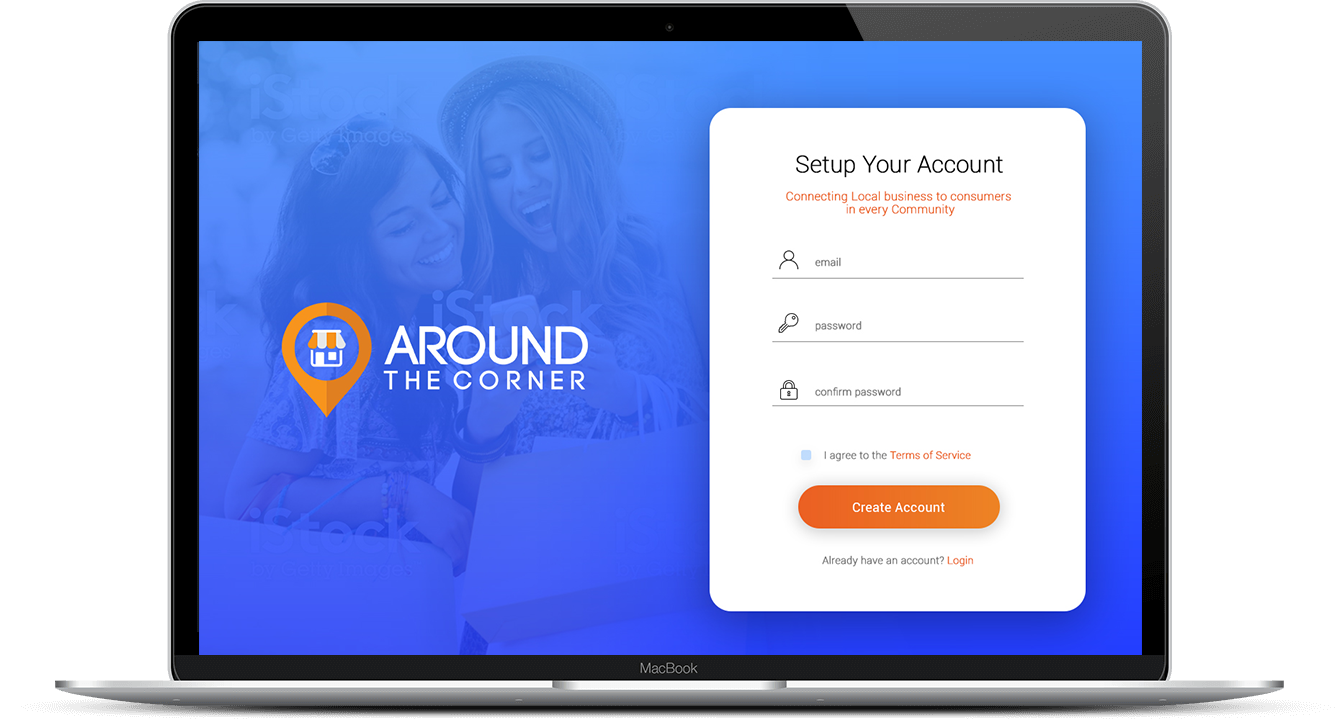 iStock
by Getty Images
iStock
AROUND
THE CORNER
iStock
by Getty Images
Setup Your Account
Connecting Local business to consumers
in every Community
email
password
confirm password
I agree to the Terms of Service
Create Account
Already have an account? Login
MacBook